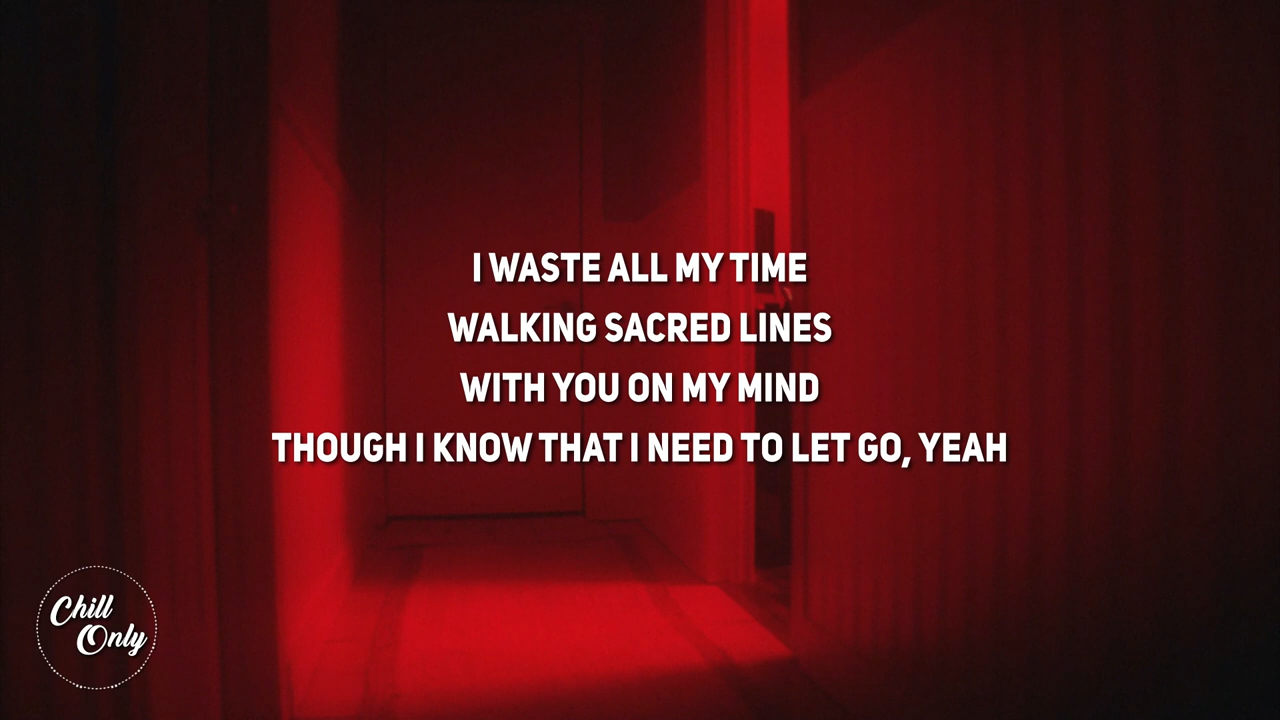 I WASTE ALL MY TIME
WALKING SACRED LINES
WITH YOU ON MY MIND
THOUGH I KNOW THAT I NEED TO LET GO, YEAH
Chill
Only